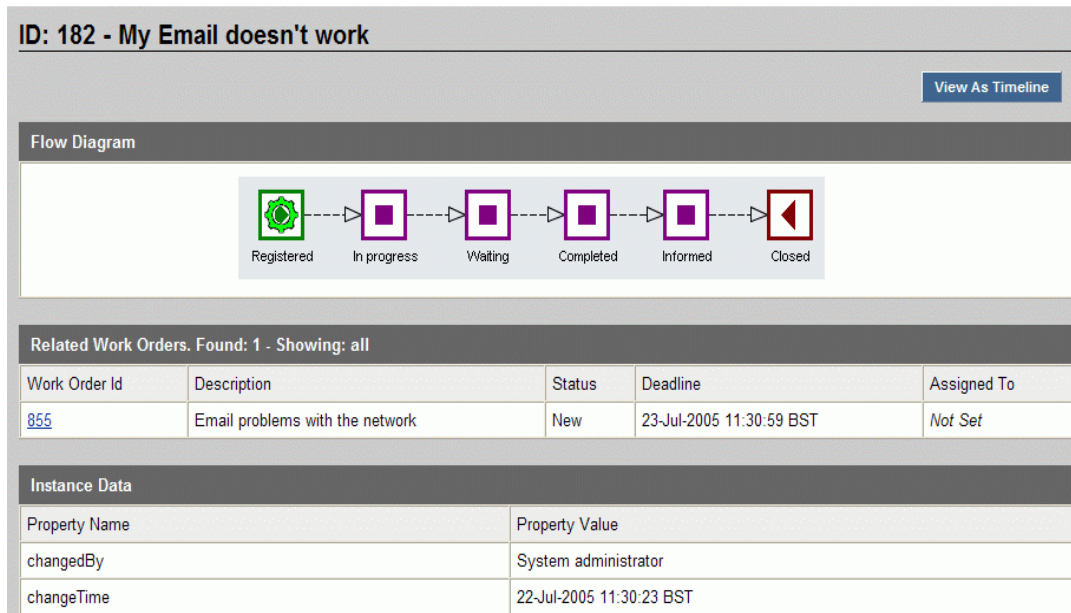 ID: 182 - My Email doesn't work
View As Timeline
Flow Diagram
Registered In progress Waiting Completed Informed Closed
Related Work Orders. Found: 1 - Showing: all
Work Order Id Description Status Deadline Assigned To
855 Email problems with the network New 23-Jul-2005 11:30:59 BST Not Set
Instance Data
Property Name Property Value
changedBy System administrator
changeTime 22-Jul-2005 11:30:23 BST